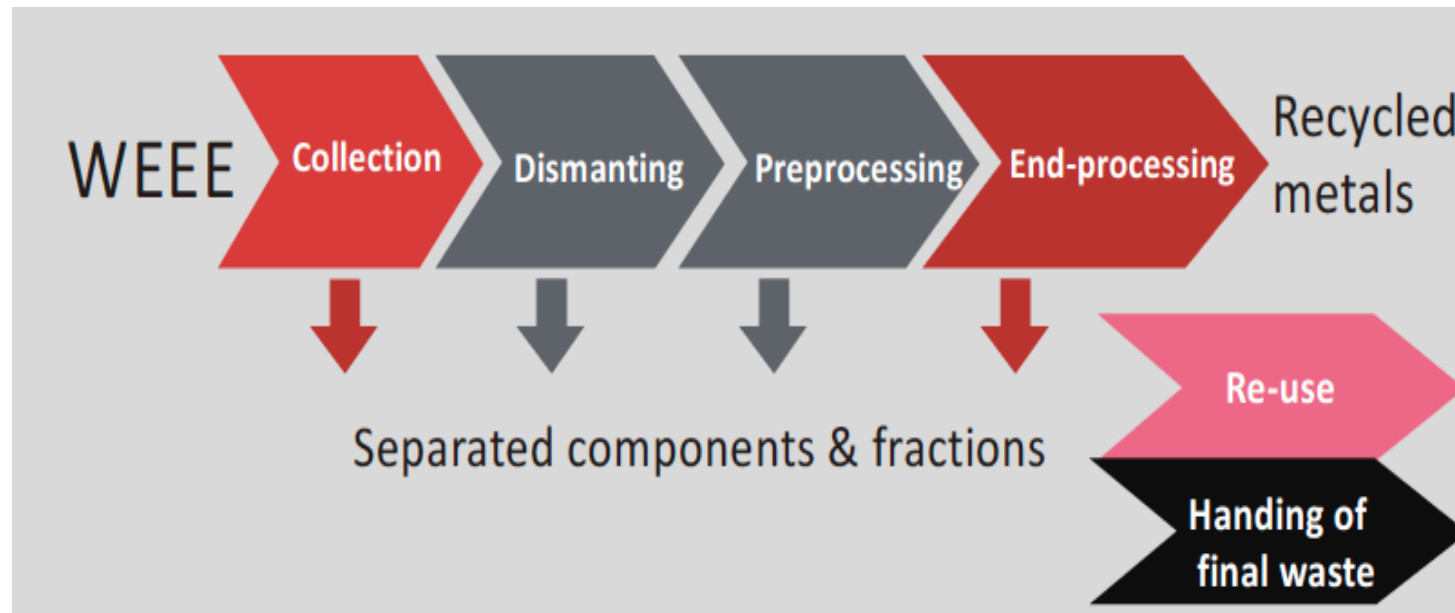 WEEE
Collection
Dismanting
Preprocessing
End-processing
Recycled
metals
Separated components & fractions
Re-use
Handing of
final waste